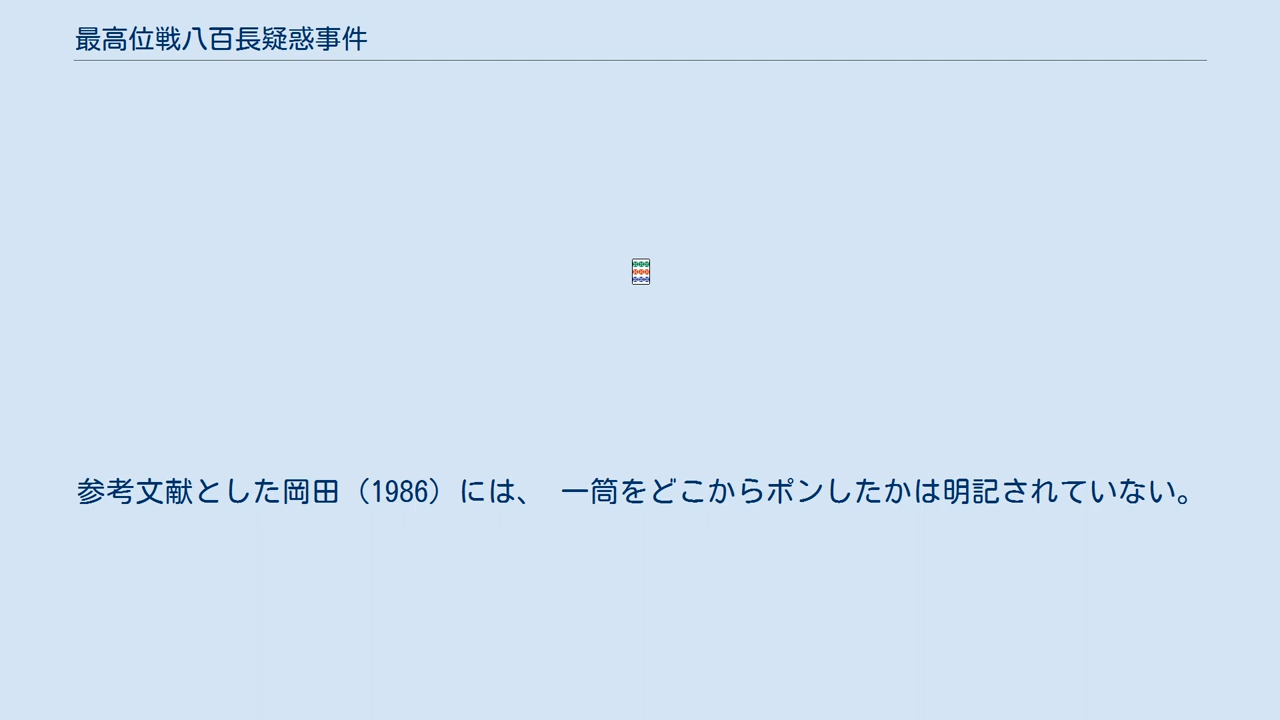 最高位戦八百長疑惑事件
参考文献とした岡田（1986）には、 一筒をどこからポンしたかは明記されていない。